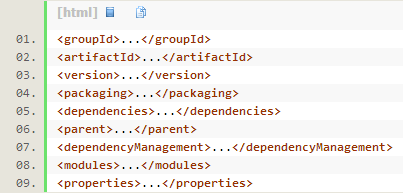 [html]
01. <groupId>...</groupId>
02. <artifactId>...</artifactId>
03. <version>...</version>
04. <packaging>...</packaging>
05. <dependencies>...</dependencies>
06. <parent>...</parent>
07. <dependencyManagement>...</dependencyManagement>
08. <modules>...</modules>
09. <properties>...</properties>